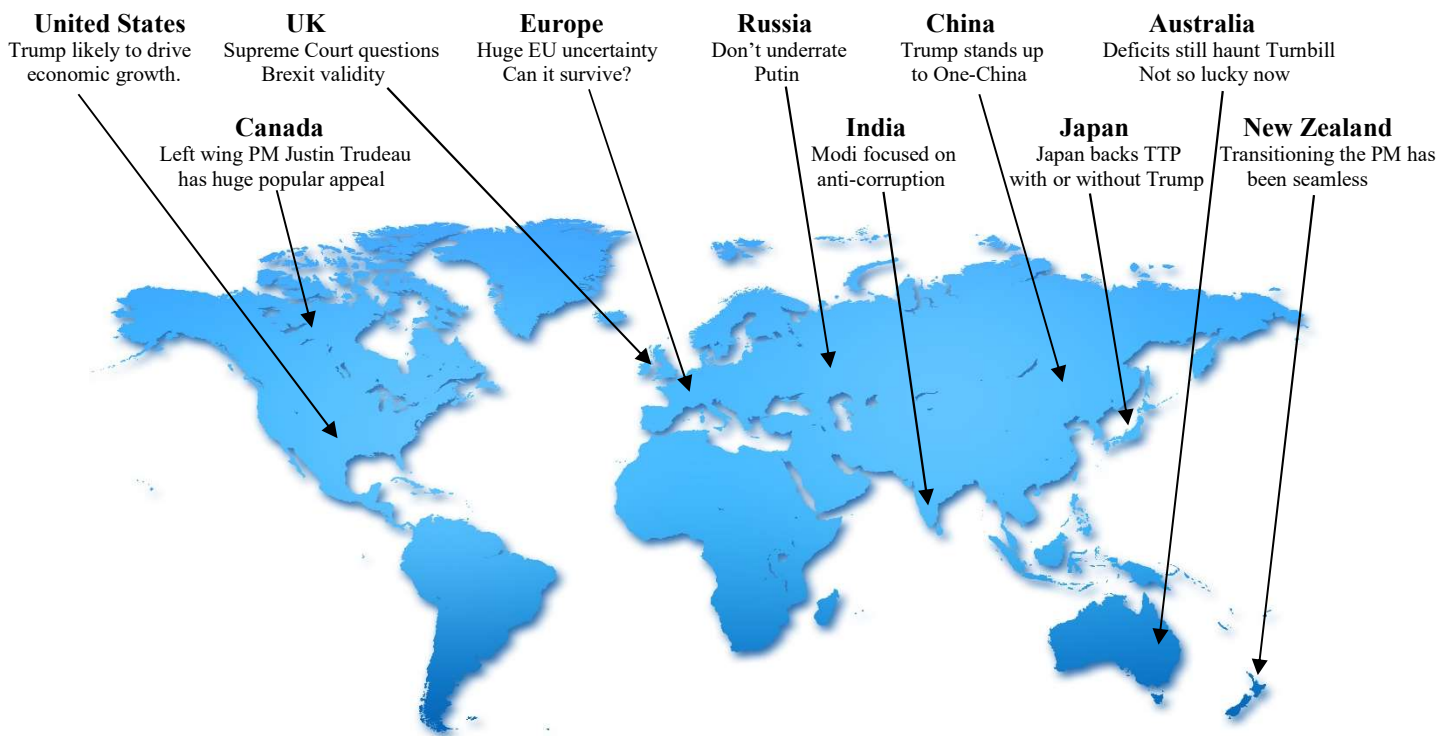 United States
Trump likely to drive
economic growth.
UK
Supreme Court questions
Brexit validity
Europe
Huge EU uncertainty
Can it survive?
Russia
Don’t underrate
Putin
China
Trump stands up
to One-China
Australia
Deficits still haunt Turnbill
Not so lucky now
Canada
Left wing PM Justin Trudeau
has huge popular appeal
India
Modi focused on
anti-corruption
Japan
Japan backs TTP
with or without Trump
New Zealand
Transitioning the PM has
been seamless